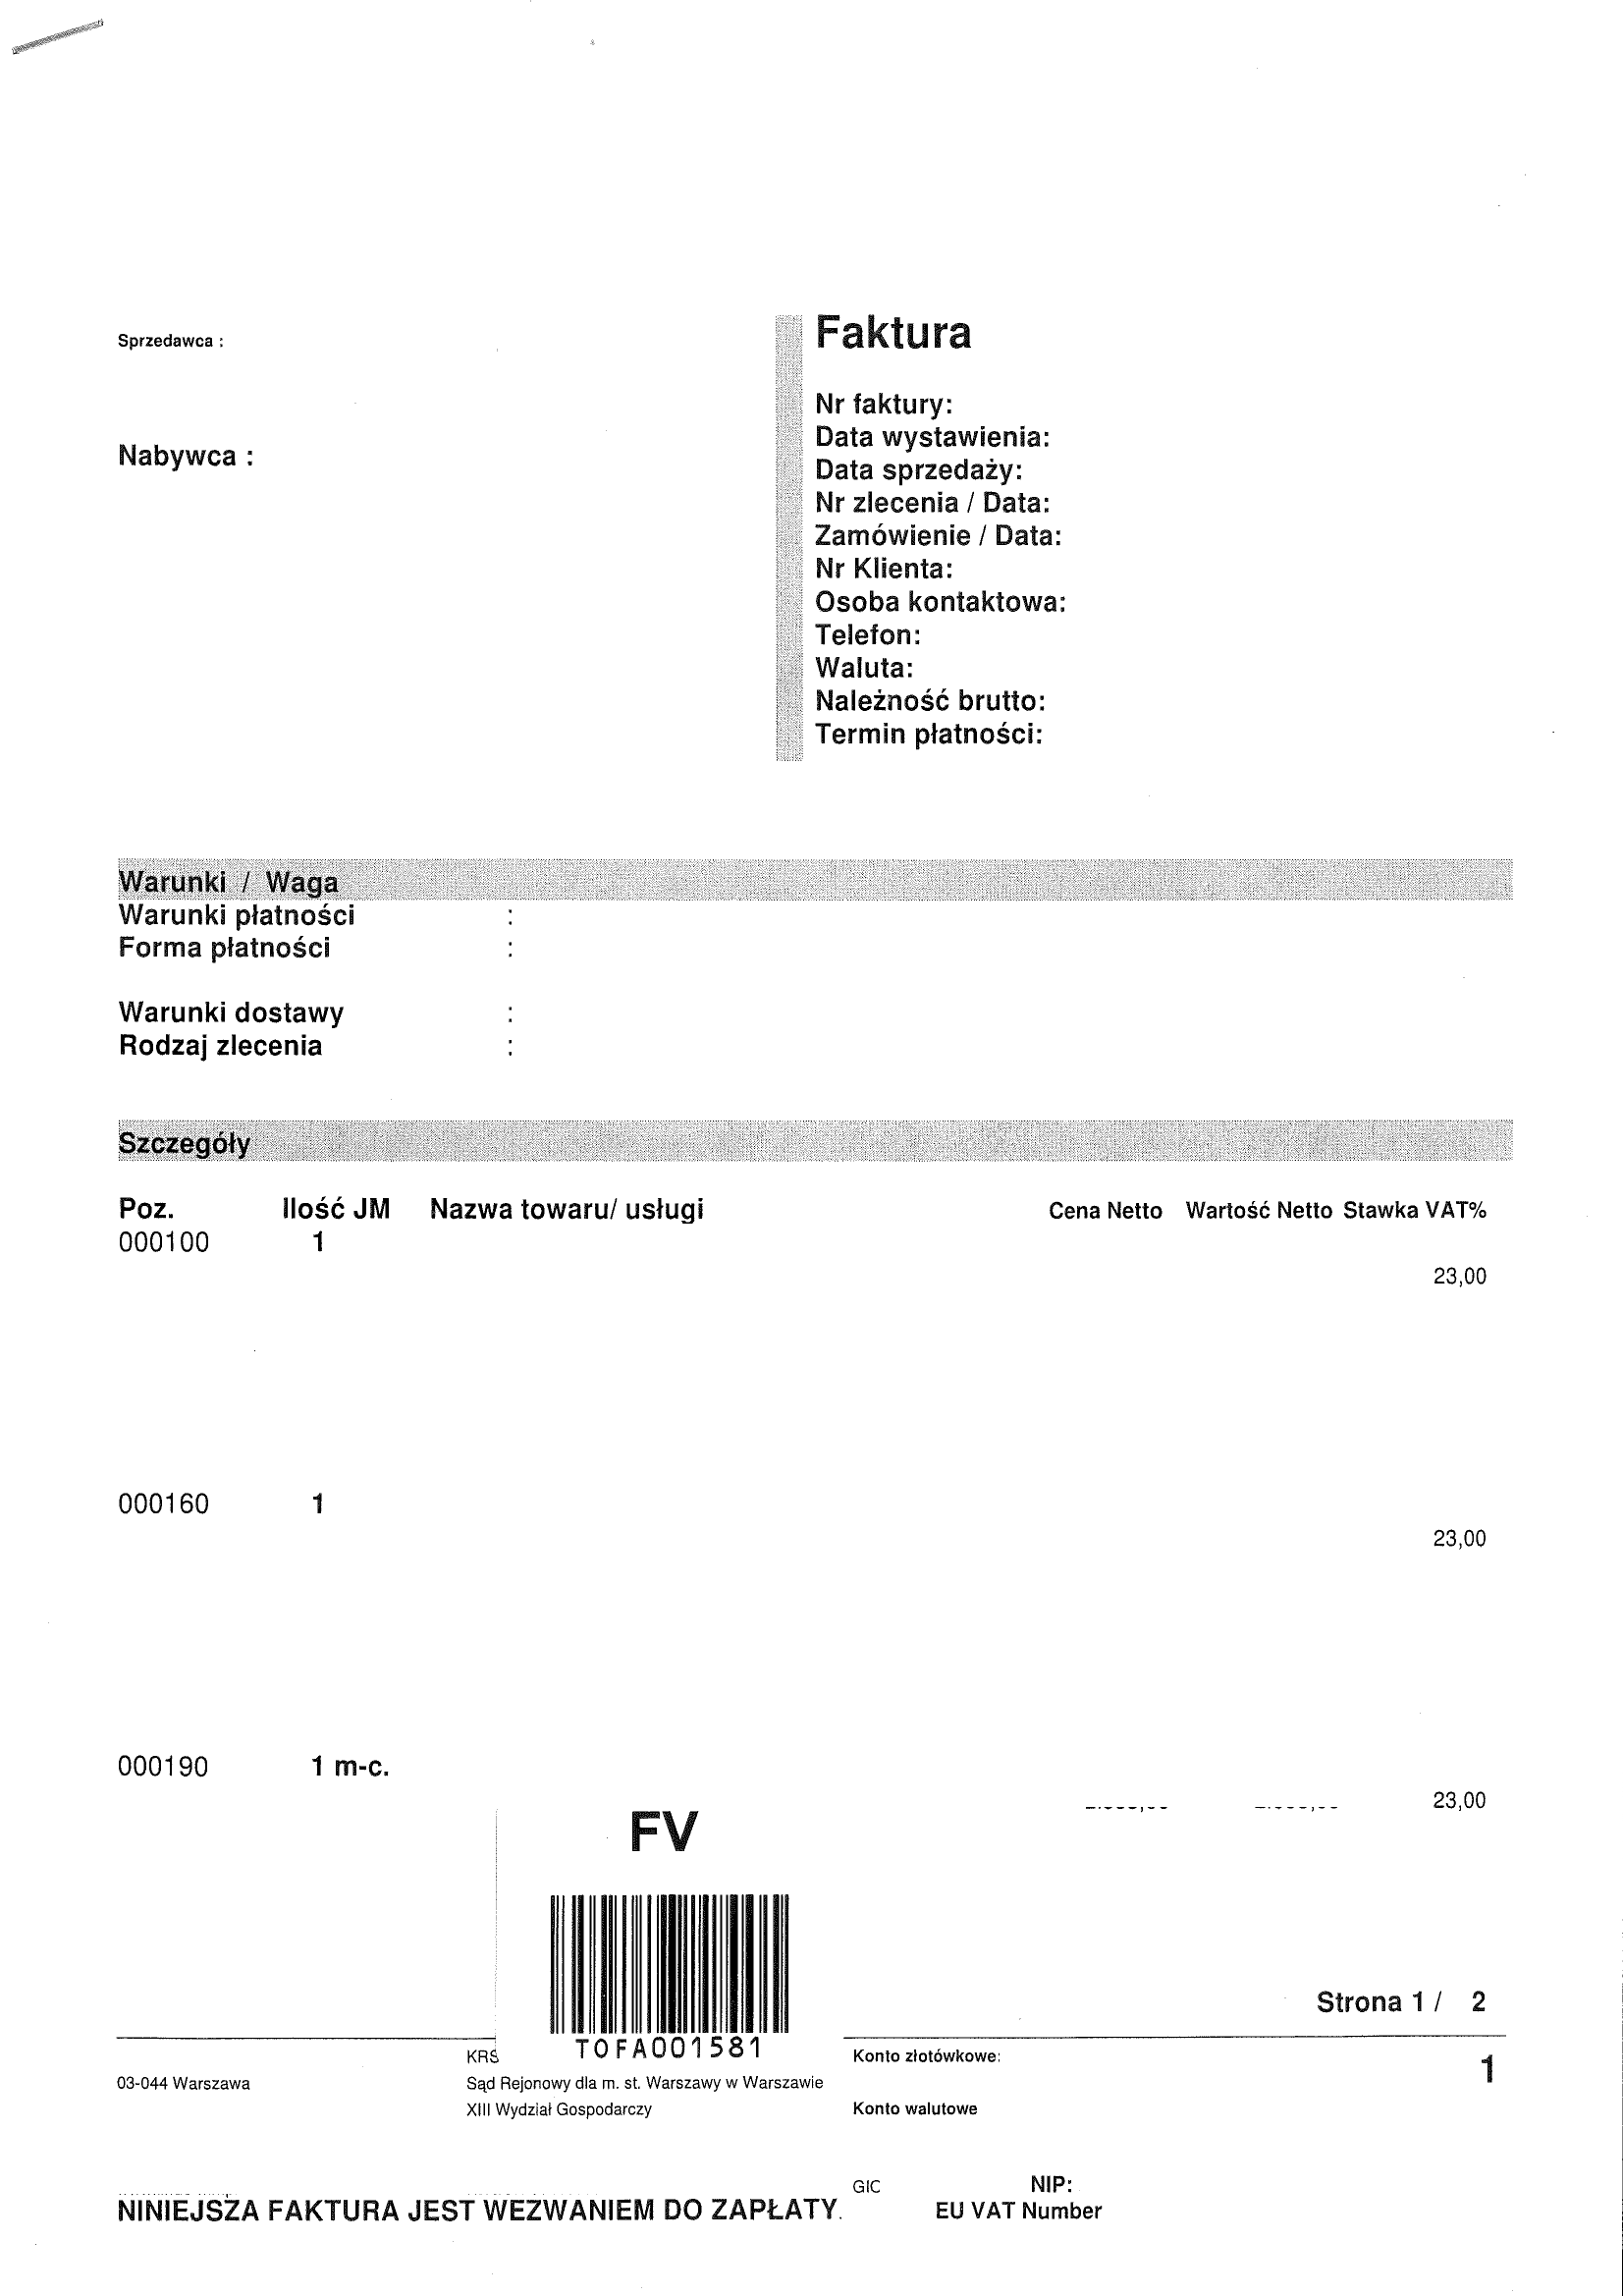 Faktura
Sprzedawca :
Nr faktury:
Data wystawienia:
Nabywca :
Data sprzedaży:
Nr zlecenia / Data:
Zamówienie / Data:
Nr Klienta:
Osoba kontaktowa:
Telefon:
Waluta:
Należność brutto:
Termin płatności:
Warunki / Waga
Warunki płatności :
Forma płatności :
Warunki dostawy :
Rodzaj zlecenia :
Szczegóły
Poz. Ilość JM Nazwa towaru/ usługi Cena Netto Wartość Netto Stawka VAT%
000100 1
23,00
000160 1
23,00
000190 1 m-c.
23,00
FV
Strona 1 / 2
TOFA001581
KRS Konto złotówkowe: 1
03-044 Warszawa Sąd Rejonowy dla m. st. Warszawy w Warszawie
XIII Wydział Gospodarczy Konto walutowe
GIC NIP:
NINIEJSZA FAKTURA JEST WEZWANIEM DO ZAPŁATY. EU VAT Number